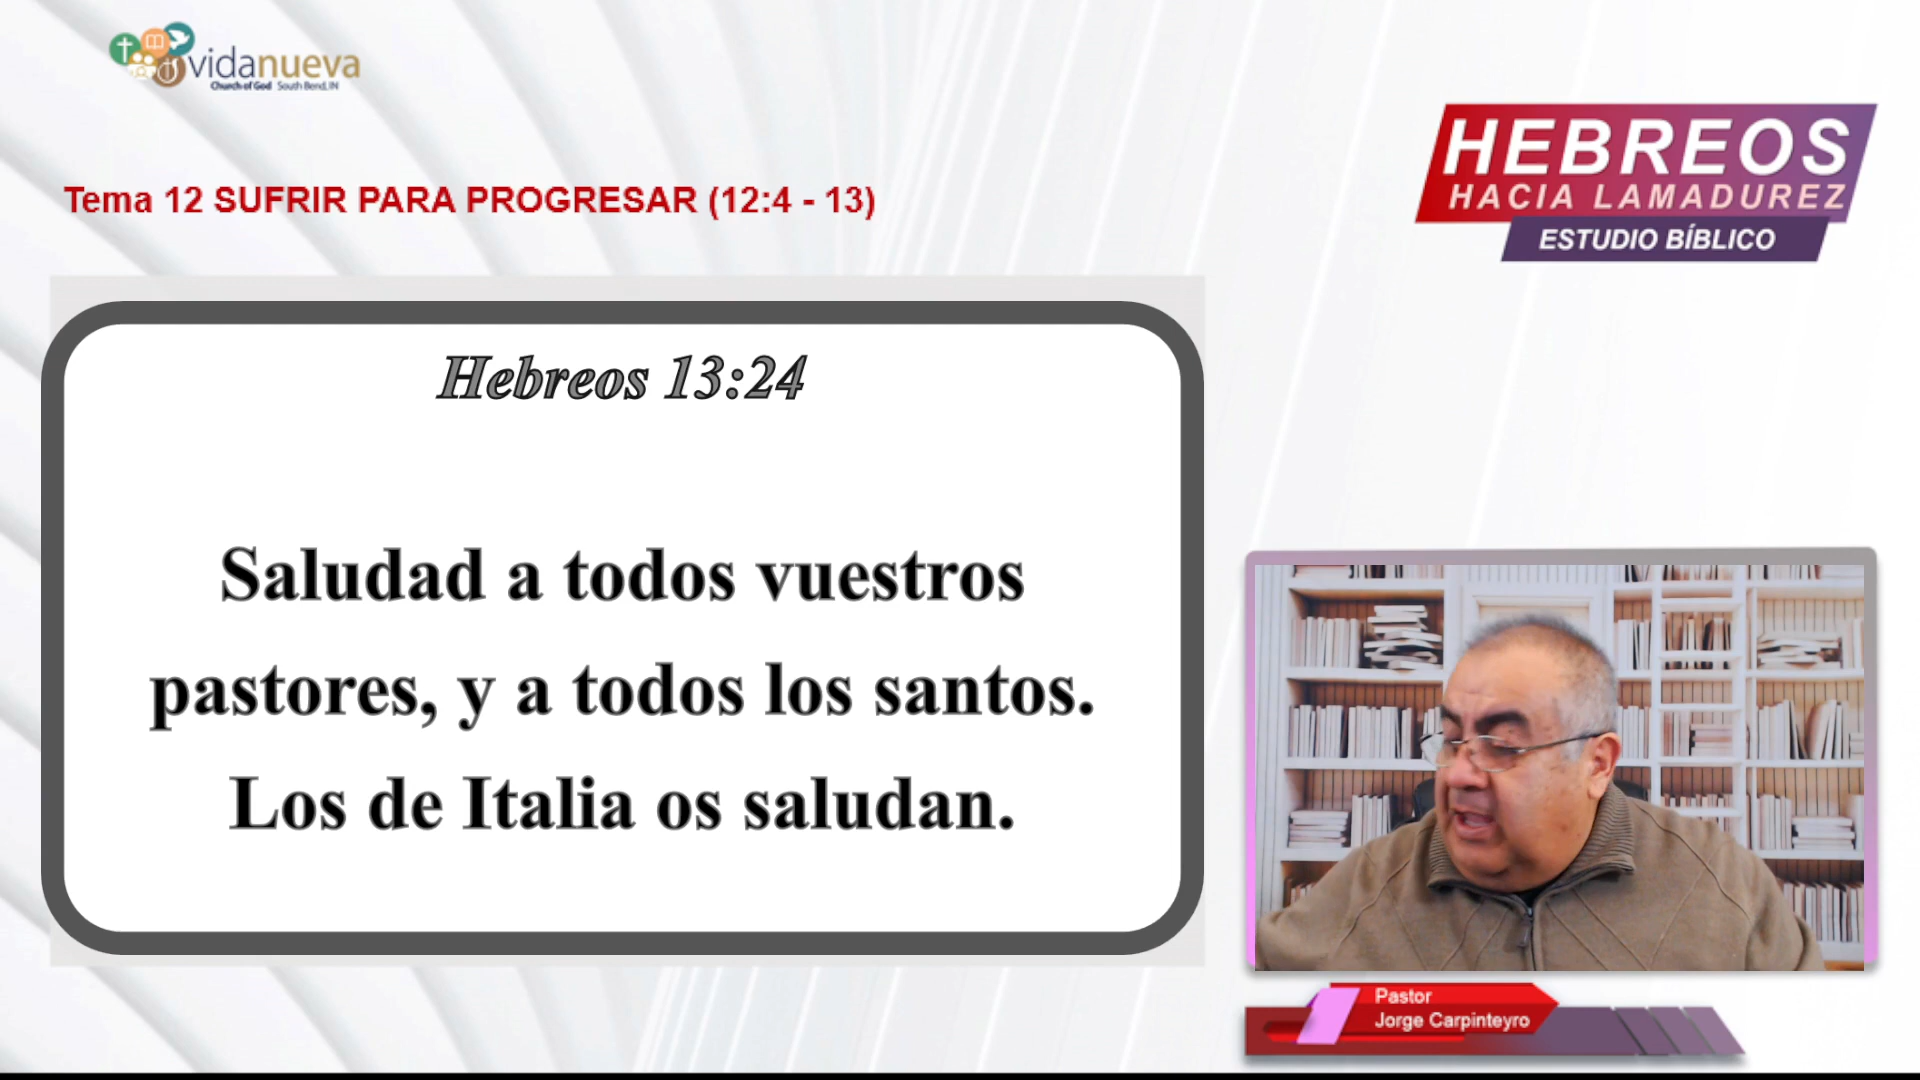 vidanueva
Church of God South Bend, IN
HEBREOS
HACIA LAMADUREZ
ESTUDIO BÍBLICO
Tema 12 SUFRIR PARA PROGRESAR (12:4 - 13)
Hebreos 13:24
Saludad a todos vuestros
pastores, y a todos los santos.
Los de Italia os saludan.
Pastor
Jorge Carpinteyro